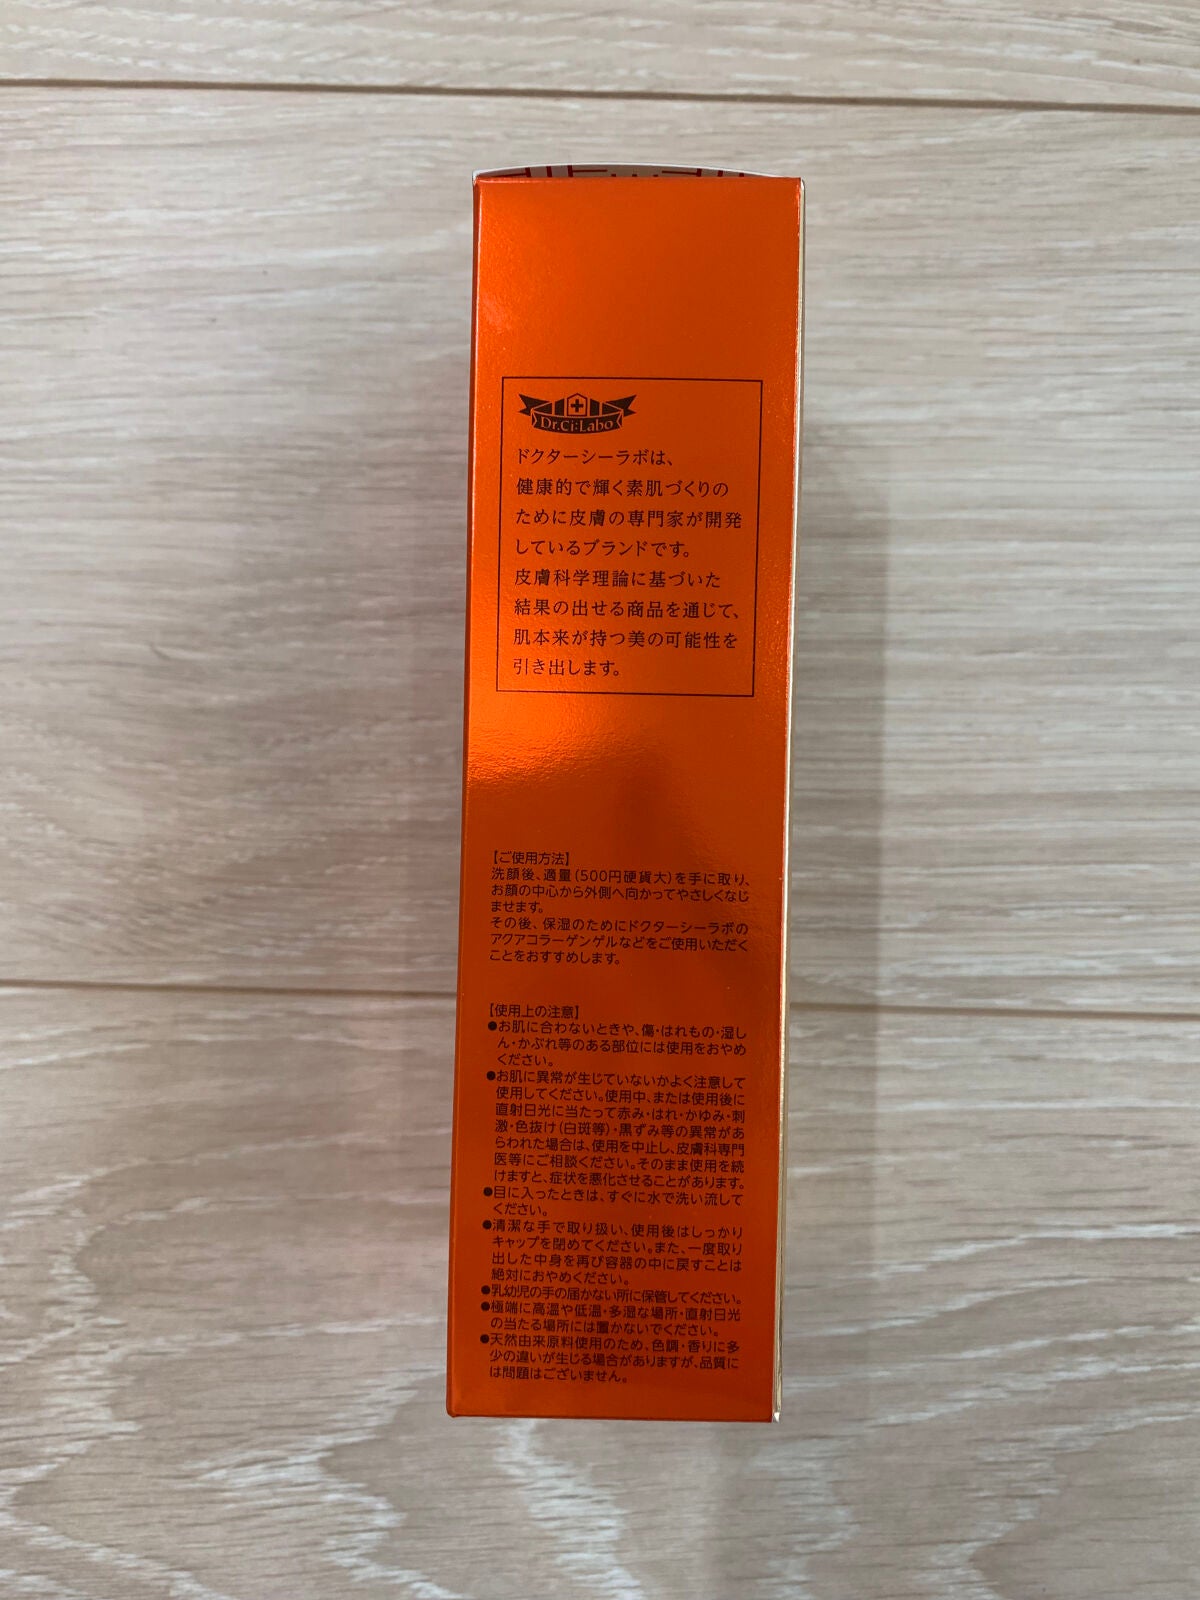 Dr.Ci:Labo
ドクターシーラボは、
健康的で輝く素肌づくりの
ために皮膚の専門家が開発
しているブランドです。
皮膚科学理論に基づいた
結果の出せる商品を通じて、
肌本来が持つ美の可能性を
引き出します。
【ご使用方法】
洗顔後、適量(500円硬貨大)を手に取り、
お顔の中心から外側へ向かってやさしくなじ
ませます。
その後、保湿のためにドクターシーラボの
アクアコラーゲンゲルなどをご使用いただく
ことをおすすめします。
【使用上の注意】
●お肌に合わないときや、傷・はれもの・湿し
ん・かぶれ等のある部位には使用をおやめ
ください。
●お肌に異常が生じていないかよく注意して
使用してください。使用中、または使用後に
直射日光に当たって赤み・はれ・かゆみ・刺
激・色抜け(白斑等)・黒ずみ等の異常があ
らわれた場合は、使用を中止し、皮膚科専門
医等にご相談ください。そのまま使用を続
けますと、症状を悪化させることがあります。
●目に入ったときは、すぐに水で洗い流して
ください。
●清潔な手で取り扱い、使用後はしっかり
キャップを閉めてください。また、一度取り
出した中身を再び容器の中に戻すことは
絶対におやめください。
●乳幼児の手の届かない所に保管してください。
●極端に高温や低温・多湿な場所・直射日光
の当たる場所には置かないでください。
●天然由来原料使用のため、色調・香りに多
少の違いが生じる場合がありますが、品質に
は問題はございません。